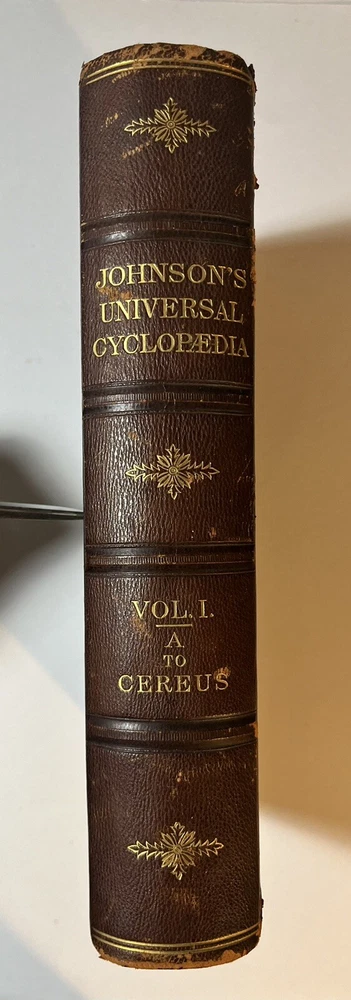 JOHNSON'S
UNIVERSAL
CYCLOPÆDIA
VOL. I.
A
TO
CEREUS